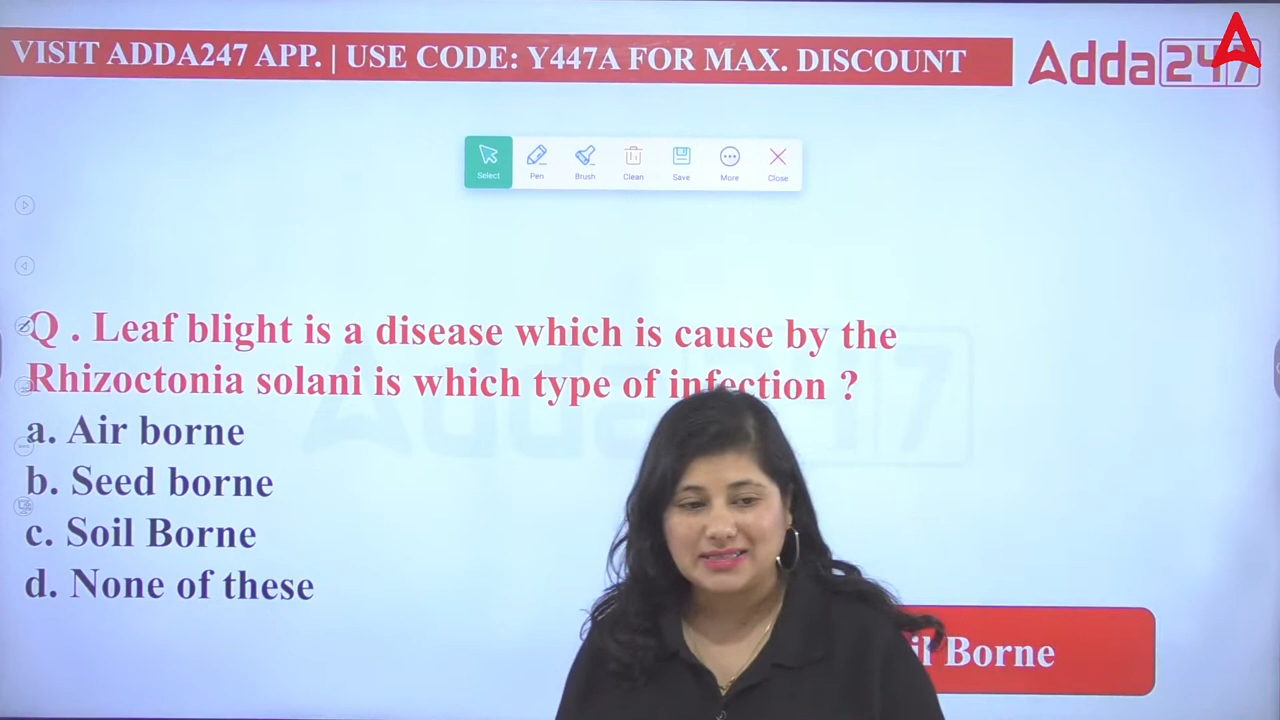 VISIT ADDA247 APP. | USE CODE: Y447A FOR MAX. DISCOUNT
Adda247
Select Pen Brush Clean Save More Close
Q . Leaf blight is a disease which is cause by the
Rhizoctonia solani is which type of infection ?
a. Air borne
b. Seed borne
c. Soil Borne
d. None of these
Borne